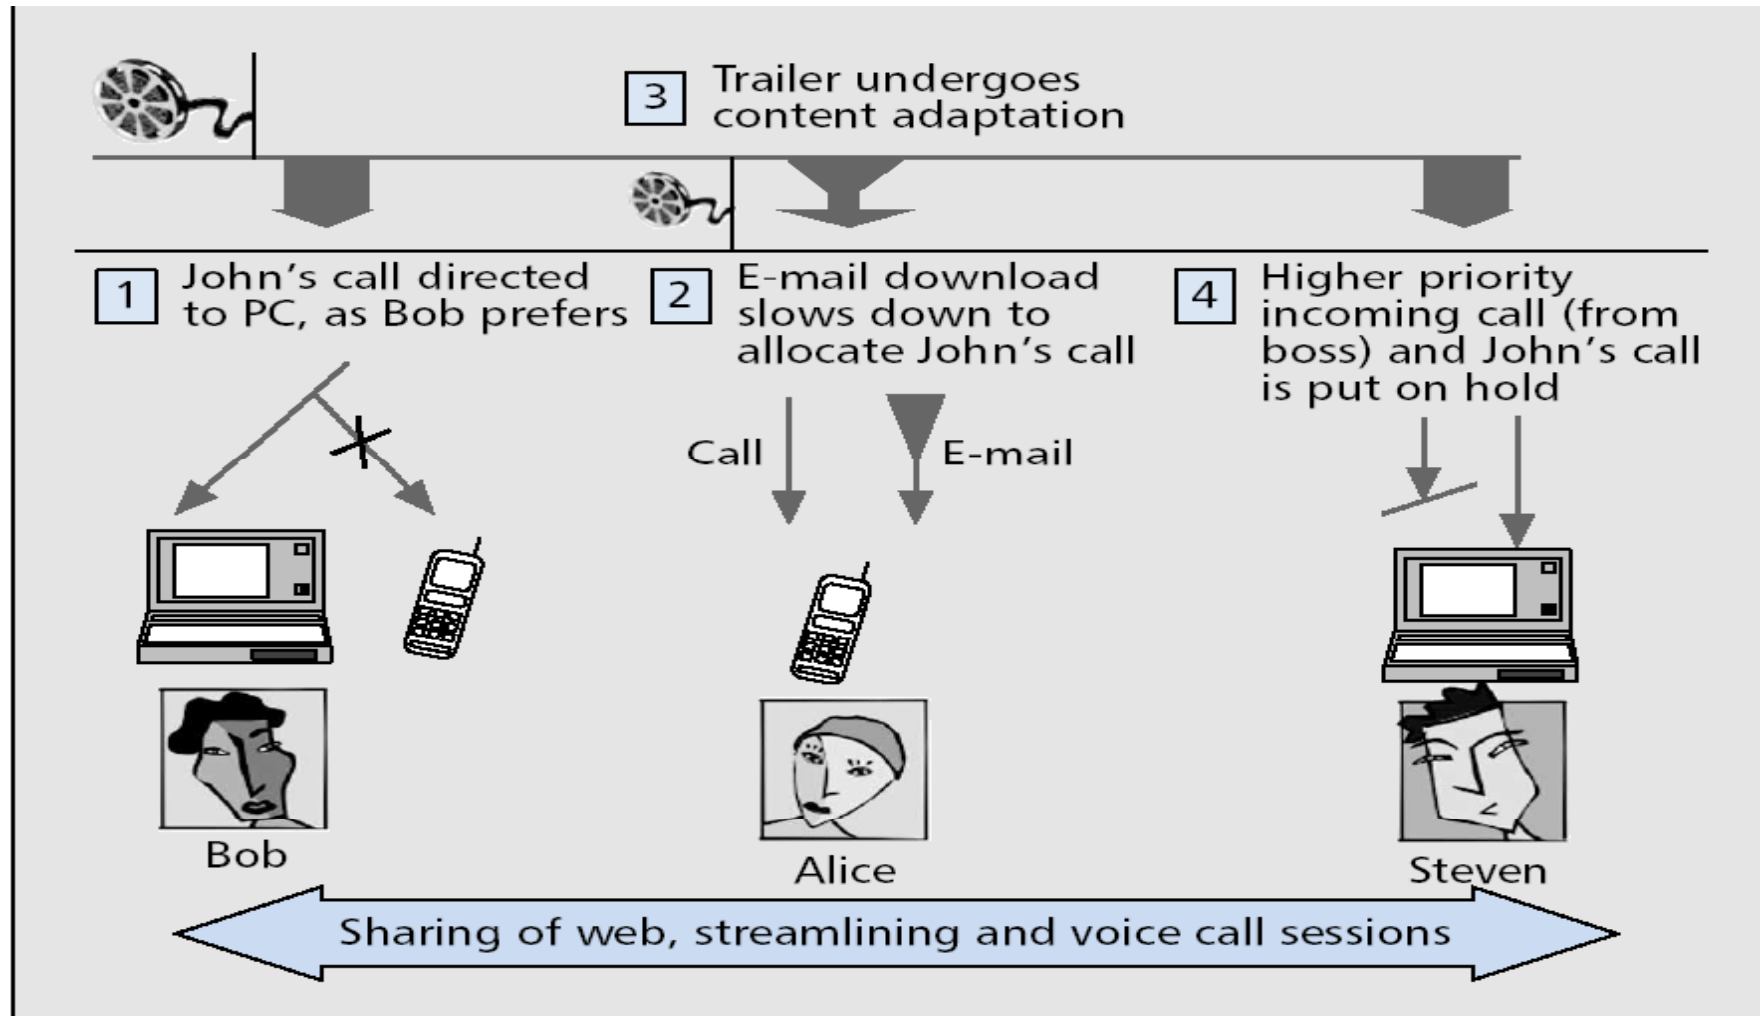 3
Trailer undergoes
content adaptation
1
John's call directed
to PC, as Bob prefers
2
E-mail download
slows down to
allocate John's call
4
Higher priority
incoming call (from
boss) and John's call
is put on hold
Call
E-mail
Bob
Alice
Steven
Sharing of web, streamlining and voice call sessions